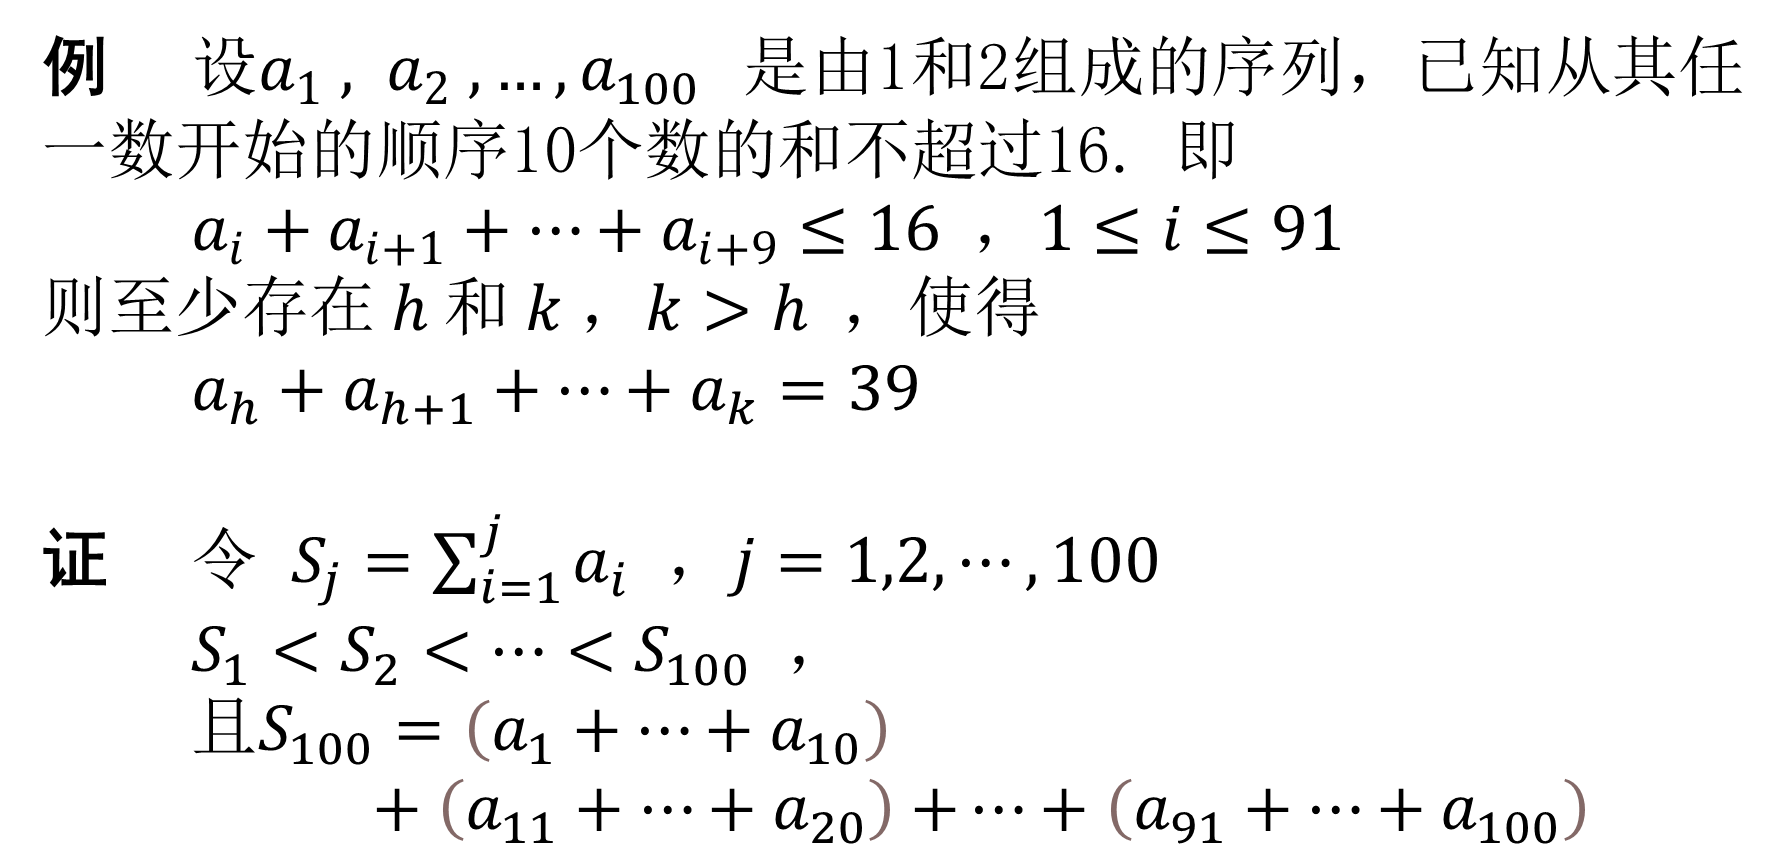 例 设a₁ , a₂ , … , a₁₀₀ 是由1和2组成的序列，已知从其任
一数开始的顺序10个数的和不超过16. 即
aᵢ + aᵢ₊₁ + ⋯ + aᵢ₊₉ ≤ 16 ，1 ≤ i ≤ 91
则至少存在 h 和 k ，k > h ，使得
a_h + a_{h+1} + ⋯ + a_k = 39
证 令 S_j = ∑_{i=1}^{j} a_i ，j = 1,2, ⋯ , 100
S₁ < S₂ < ⋯ < S₁₀₀ ，
且S₁₀₀ = (a₁ + ⋯ + a₁₀)
+ (a₁₁ + ⋯ + a₂₀) + ⋯ + (a₉₁ + ⋯ + a₁₀₀)